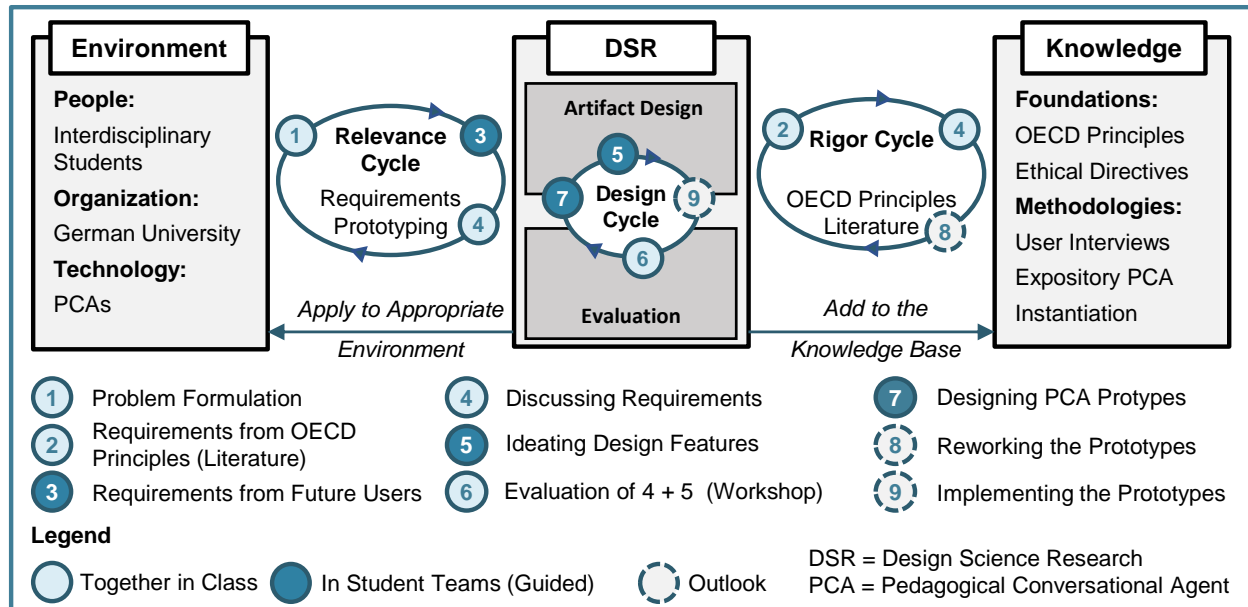 Environment
People:
Interdisciplinary
Students
Organization:
German University
Technology:
PCAs
1
Relevance
Cycle
3
Requirements
Prototyping
4
Apply to Appropriate
Environment
DSR
Artifact Design
5
7
Design
Cycle
9
6
Evaluation
2
Rigor Cycle
4
OECD Principles
Literature
8
Add to the
Knowledge Base
Knowledge
Foundations:
OECD Principles
Ethical Directives
Methodologies:
User Interviews
Expository PCA
Instantiation
1 Problem Formulation
2 Requirements from OECD
Principles (Literature)
3 Requirements from Future Users
4 Discussing Requirements
5 Ideating Design Features
6 Evaluation of 4 + 5 (Workshop)
7 Designing PCA Protypes
8 Reworking the Prototypes
9 Implementing the Prototypes
Legend
Together in Class
In Student Teams (Guided)
Outlook
DSR = Design Science Research
PCA = Pedagogical Conversational Agent